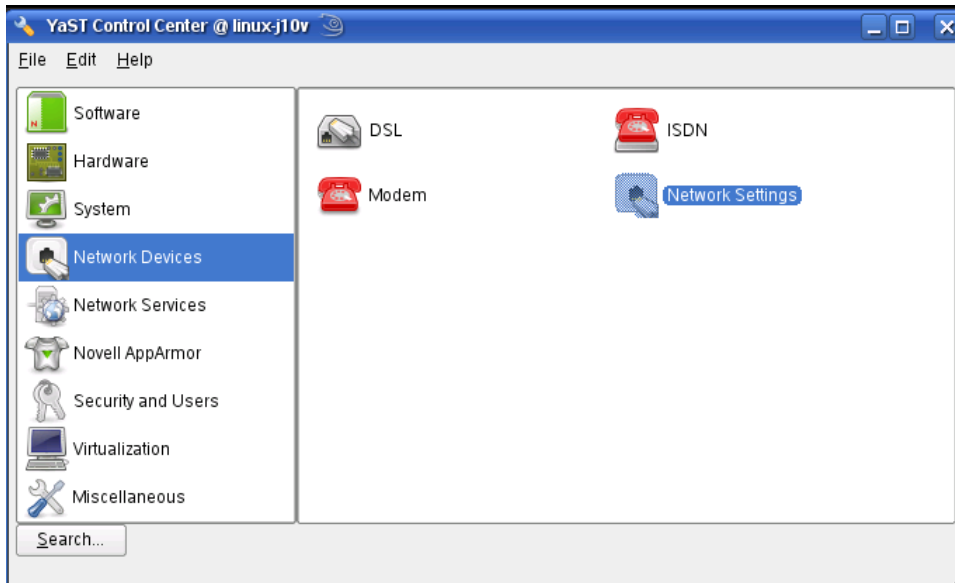 YaST Control Center @ linux-j10v
File Edit Help
Software
Hardware
System
Network Devices
Network Services
Novell AppArmor
Security and Users
Virtualization
Miscellaneous
DSL
ISDN
Modem
Network Settings
Search...